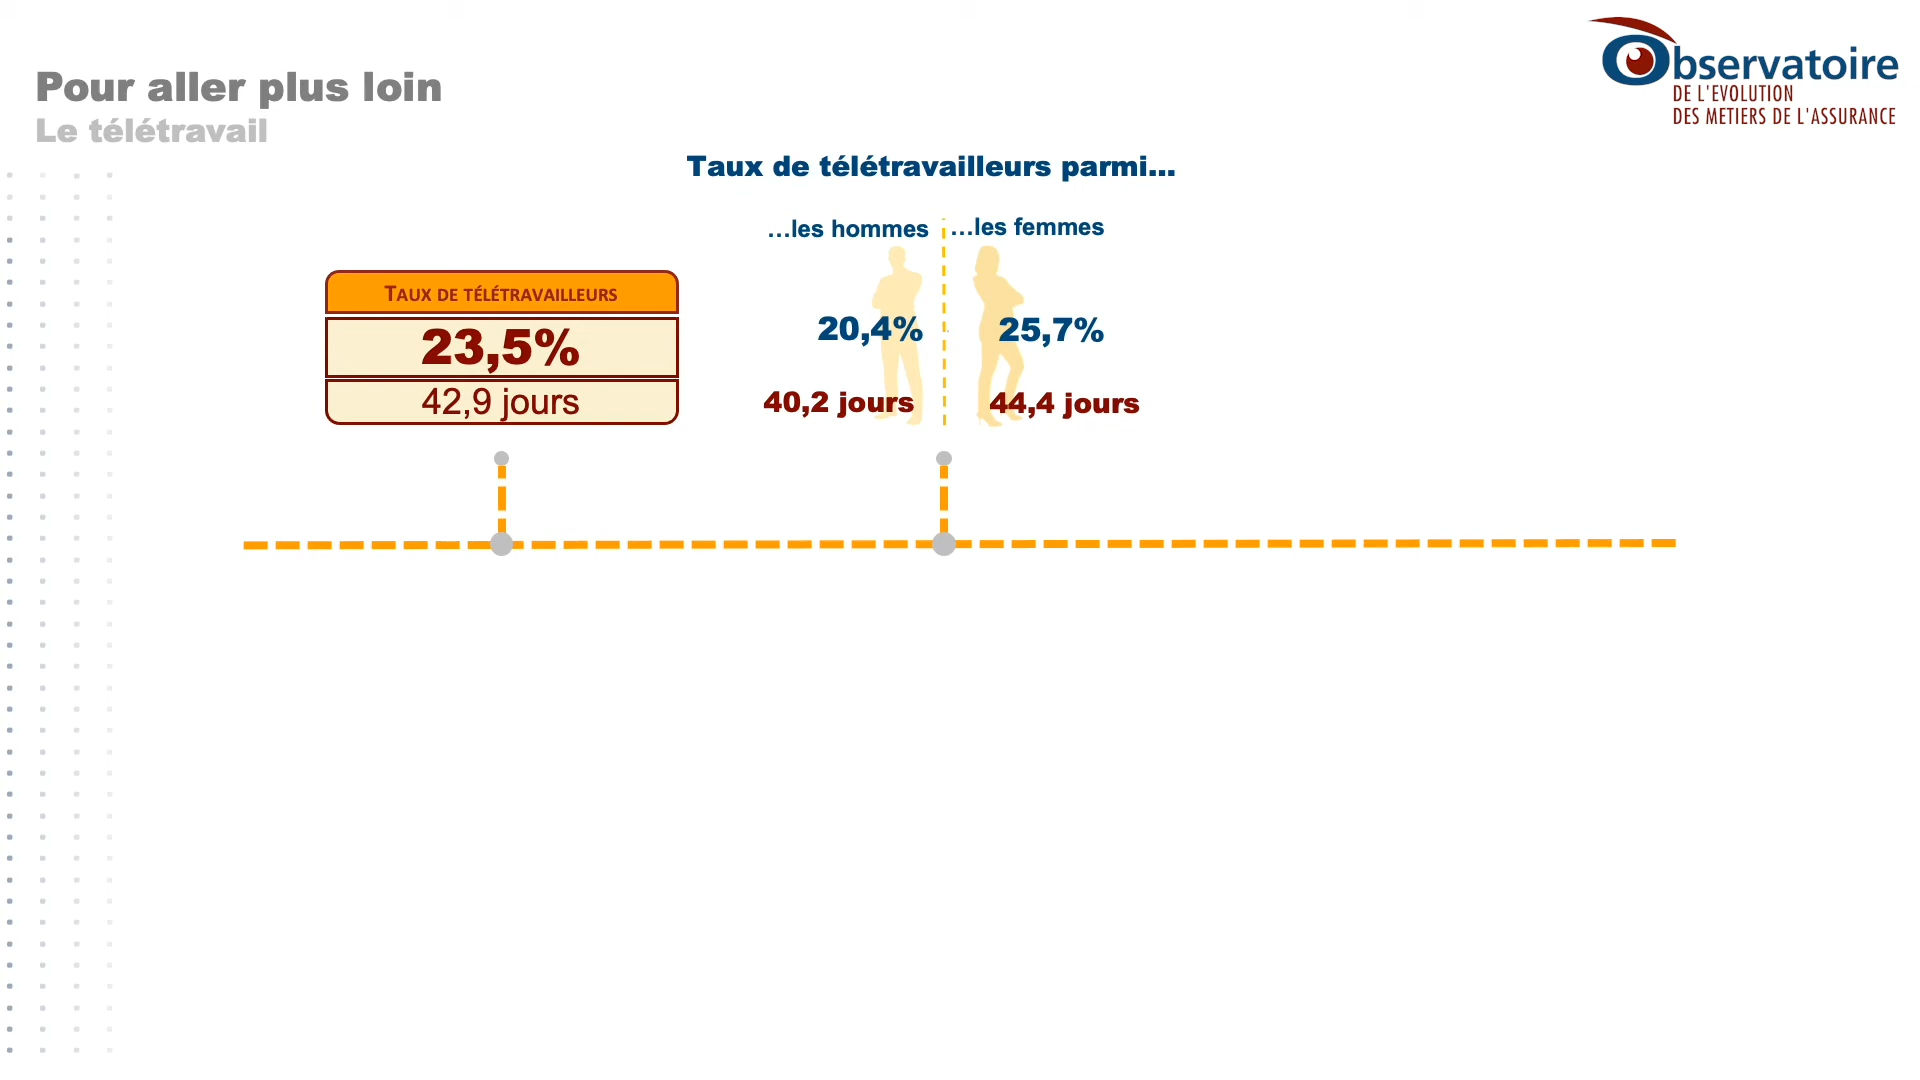 Pour aller plus loin
Le télétravail
Observatoire
DE L'EVOLUTION
DES METIERS DE L'ASSURANCE
Taux de télétravailleurs parmi...
...les hommes
...les femmes
TAUX DE TÉLÉTRAVAILLEURS
23,5%
42,9 jours
20,4%
25,7%
40,2 jours
44,4 jours